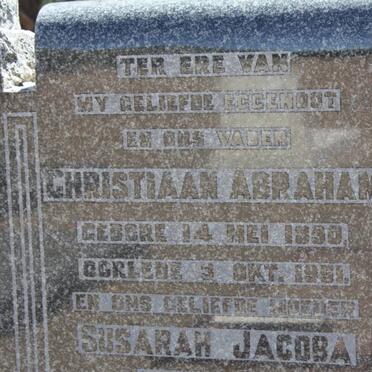 TER ERE VAN
MY GELIEFDE EGGENOOT
EN ONS VADER
CHRISTIAAN ABRAHAM
GEBORE 14 MEI 1890
OORLEDE 3 OKT. 1951
EN ONS GELIEFDE MOEDER
SUSARAH JACOBA